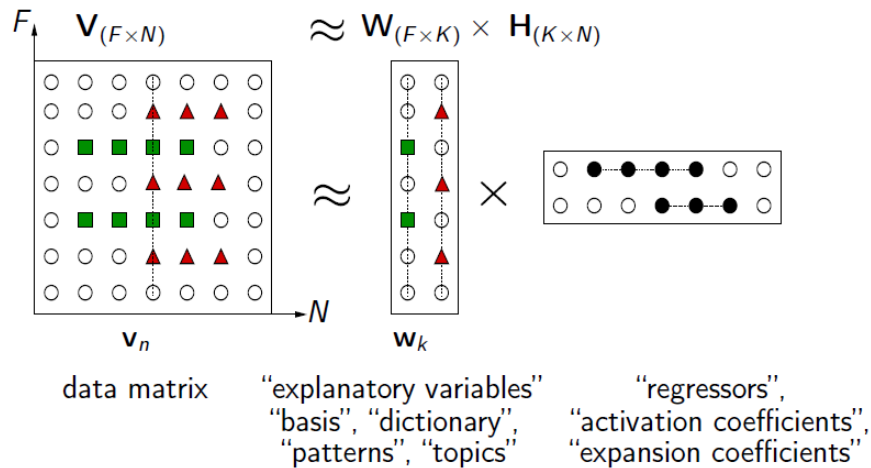 F V(F×N) ≈ W(F×K) × H(K×N)
≈ ×
N
vₙ wₖ
data matrix “explanatory variables” “regressors”,
“basis”, “dictionary”, “activation coefficients”,
“patterns”, “topics” “expansion coefficients”